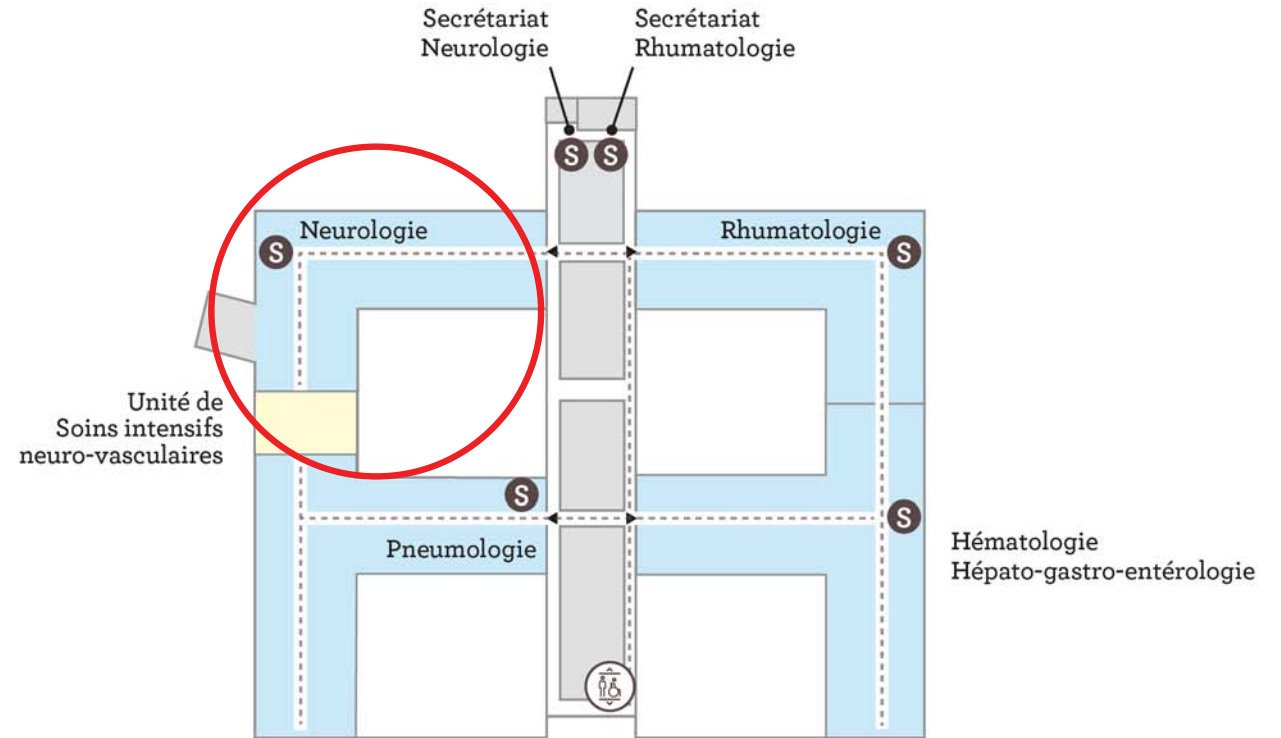 Secrétariat
Neurologie
Secrétariat
Rhumatologie
S S
Neurologie
Rhumatologie
S
S
Unité de
Soins intensifs
neuro-vasculaires
S
S
Pneumologie
Hématologie
Hépato-gastro-entérologie